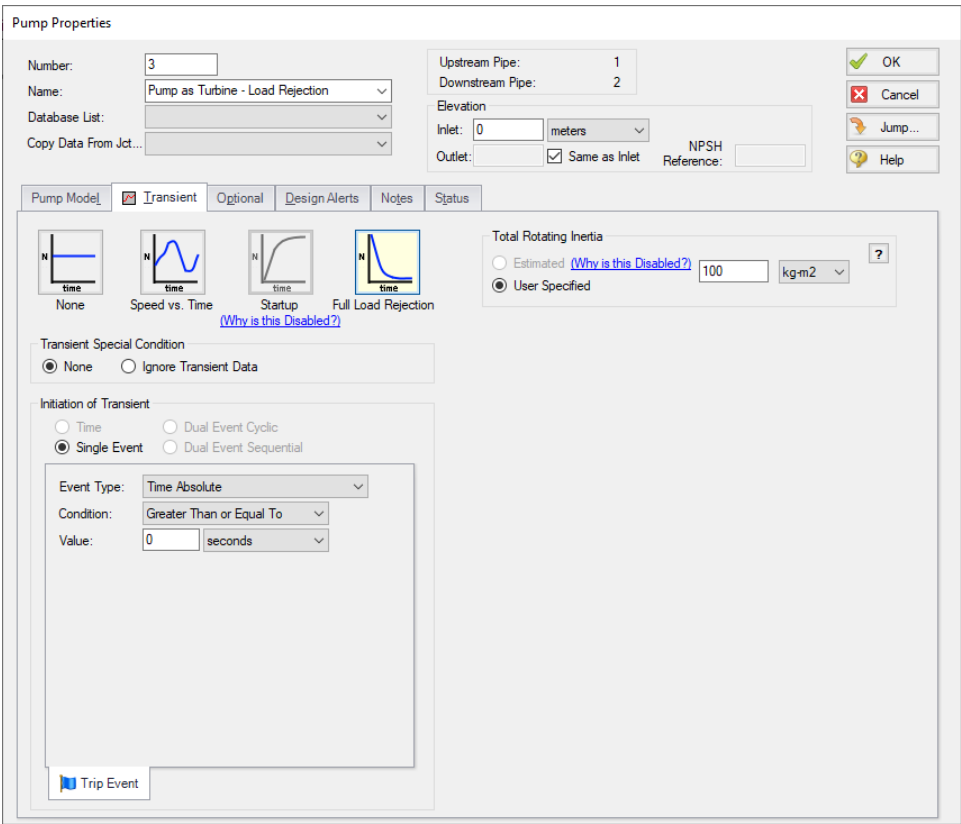 Pump Properties
Number: 3
Name: Pump as Turbine - Load Rejection
Database List:
Copy Data From Jct...
Upstream Pipe: 1
Downstream Pipe: 2
Elevation
Inlet: 0 meters
Outlet: Same as Inlet
NPSH
Reference:
OK
Cancel
Jump...
Help
Pump Model Transient Optional Design Alerts Notes Status
N time
None
N time
Speed vs. Time
N time
Startup
(Why is this Disabled?)
N time
Full Load Rejection
Total Rotating Inertia
Estimated (Why is this Disabled?) 100 kg-m2 ?
User Specified
Transient Special Condition
None Ignore Transient Data
Initiation of Transient
Time Dual Event Cyclic
Single Event Dual Event Sequential
Event Type: Time Absolute
Condition: Greater Than or Equal To
Value: 0 seconds
Trip Event